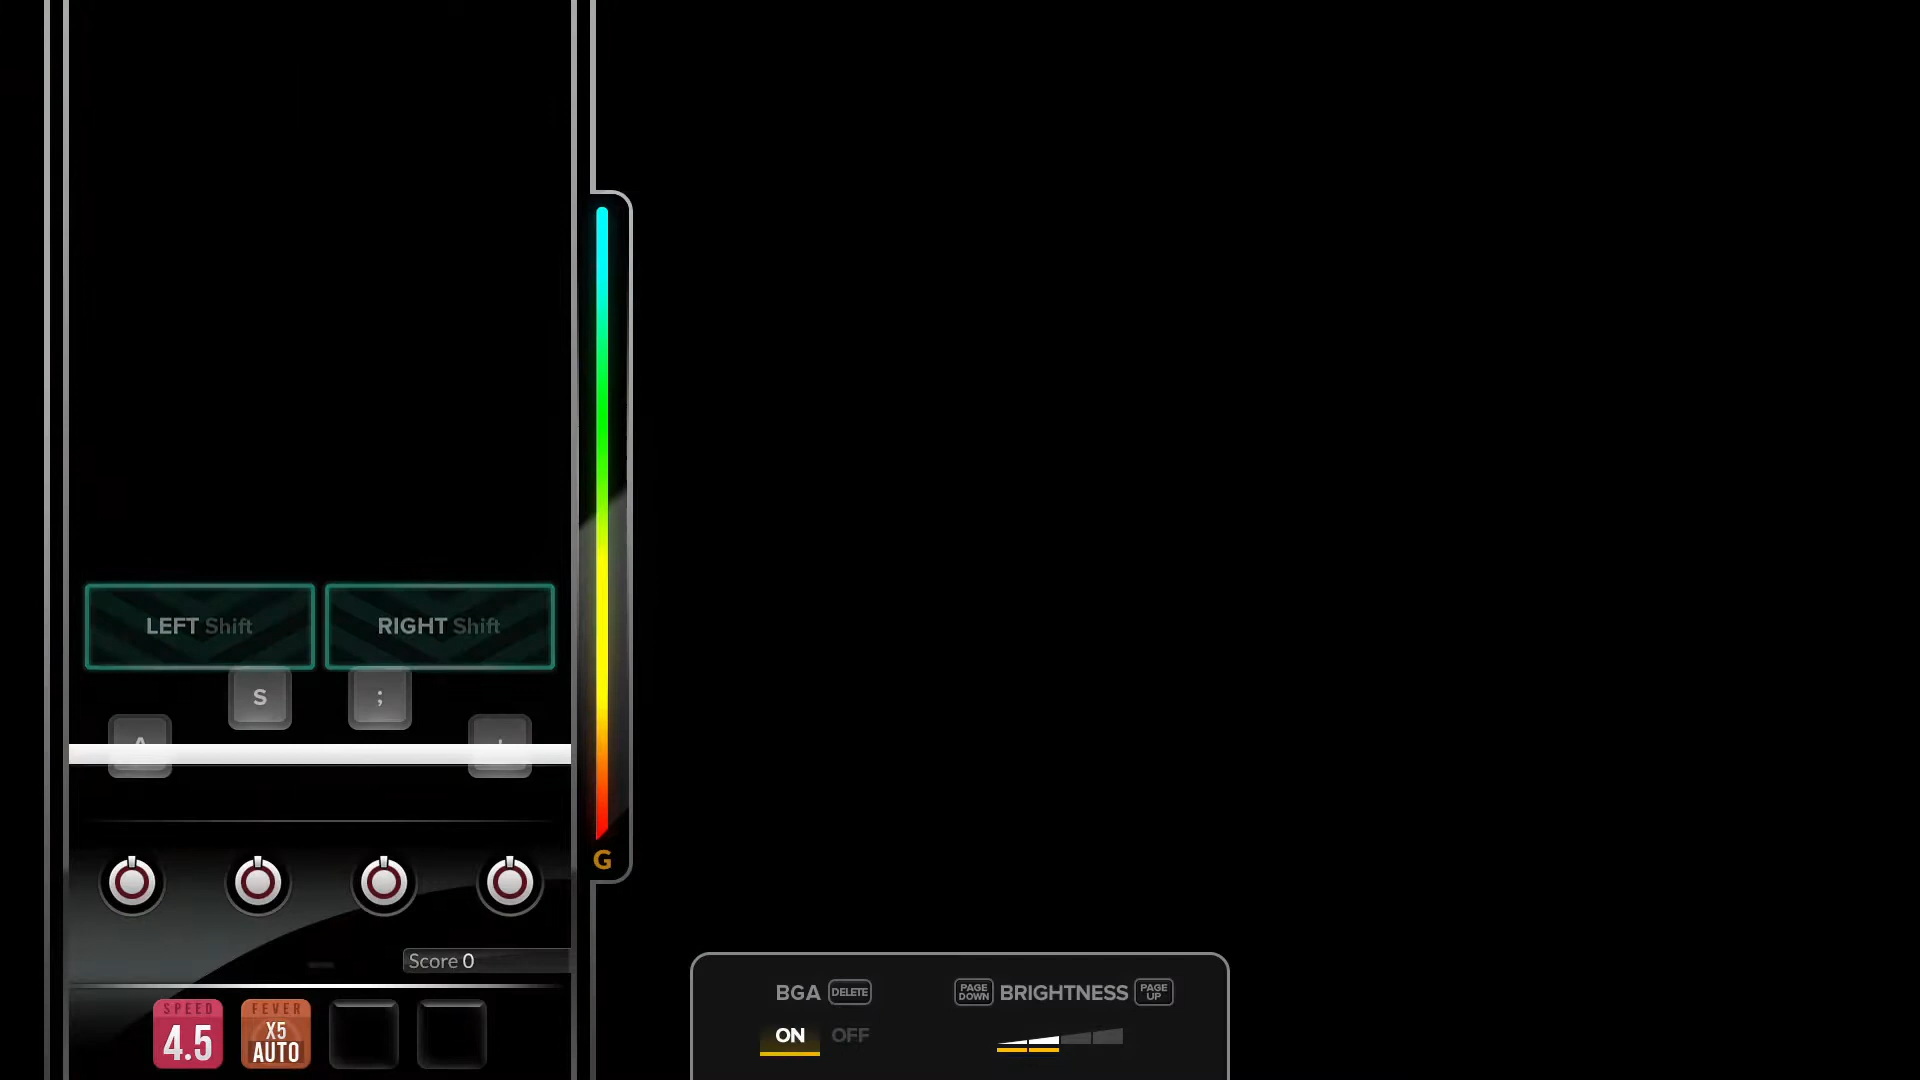 LEFT Shift
RIGHT Shift
S
;
G
Score 0
SPEED
4.5
FEVER
X5
AUTO
BGA DELETE
ON OFF
PAGE DOWN BRIGHTNESS PAGE UP